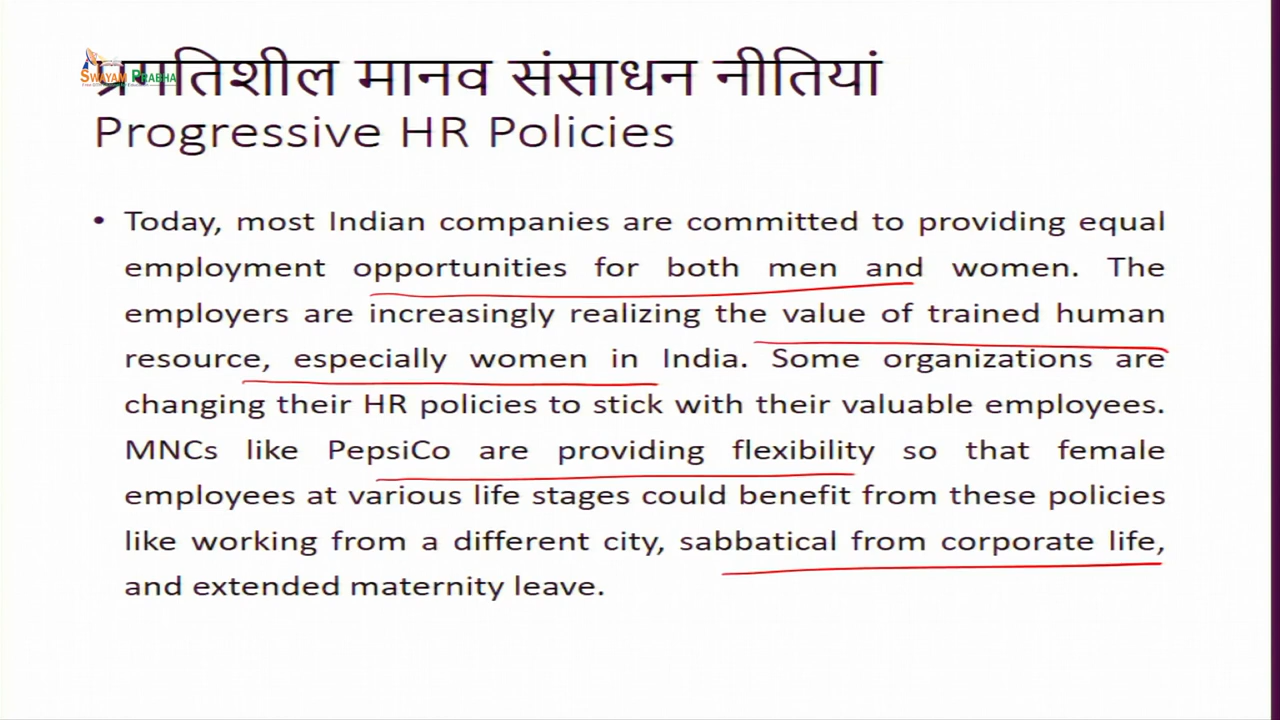 SWAYAM PRABHA
प्रगतिशील मानव संसाधन नीतियां
Progressive HR Policies
• Today, most Indian companies are committed to providing equal
employment opportunities for both men and women. The
employers are increasingly realizing the value of trained human
resource, especially women in India. Some organizations are
changing their HR policies to stick with their valuable employees.
MNCs like PepsiCo are providing flexibility so that female
employees at various life stages could benefit from these policies
like working from a different city, sabbatical from corporate life,
and extended maternity leave.